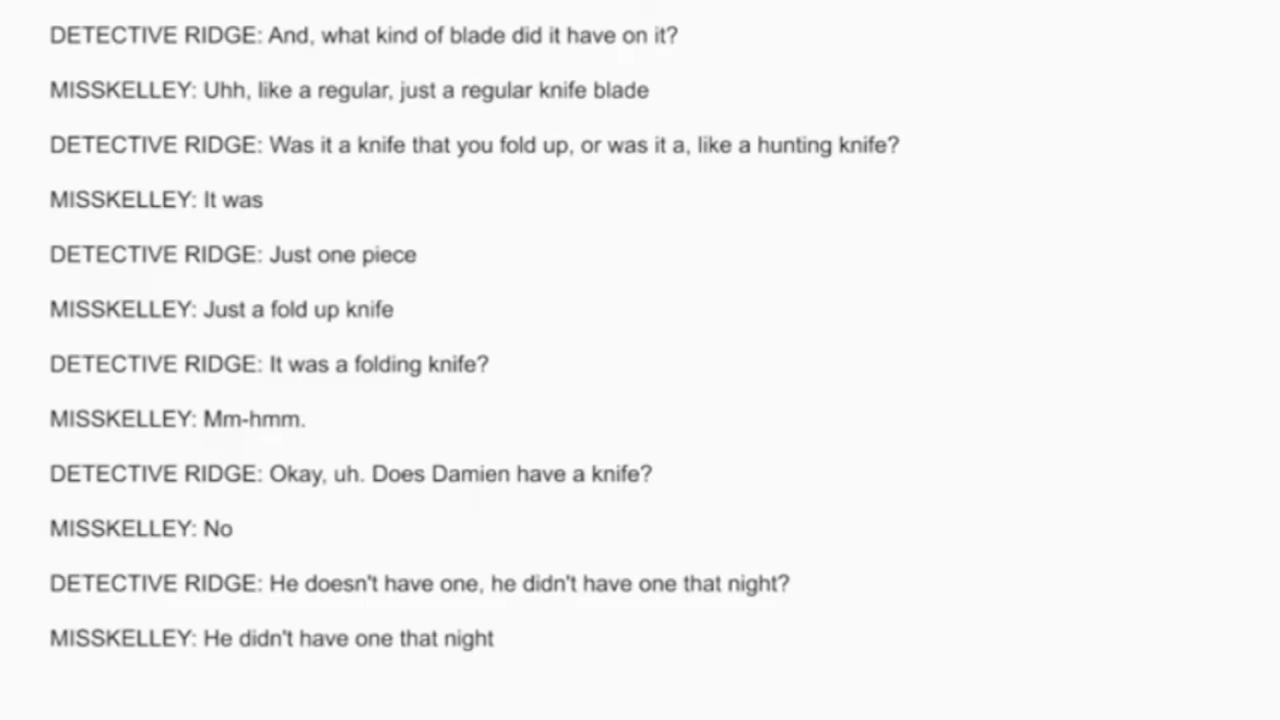 DETECTIVE RIDGE: And, what kind of blade did it have on it?
MISSKELLEY: Uhh, like a regular, just a regular knife blade
DETECTIVE RIDGE: Was it a knife that you fold up, or was it a, like a hunting knife?
MISSKELLEY: It was
DETECTIVE RIDGE: Just one piece
MISSKELLEY: Just a fold up knife
DETECTIVE RIDGE: It was a folding knife?
MISSKELLEY: Mm-hmm.
DETECTIVE RIDGE: Okay, uh. Does Damien have a knife?
MISSKELLEY: No
DETECTIVE RIDGE: He doesn't have one, he didn't have one that night?
MISSKELLEY: He didn't have one that night